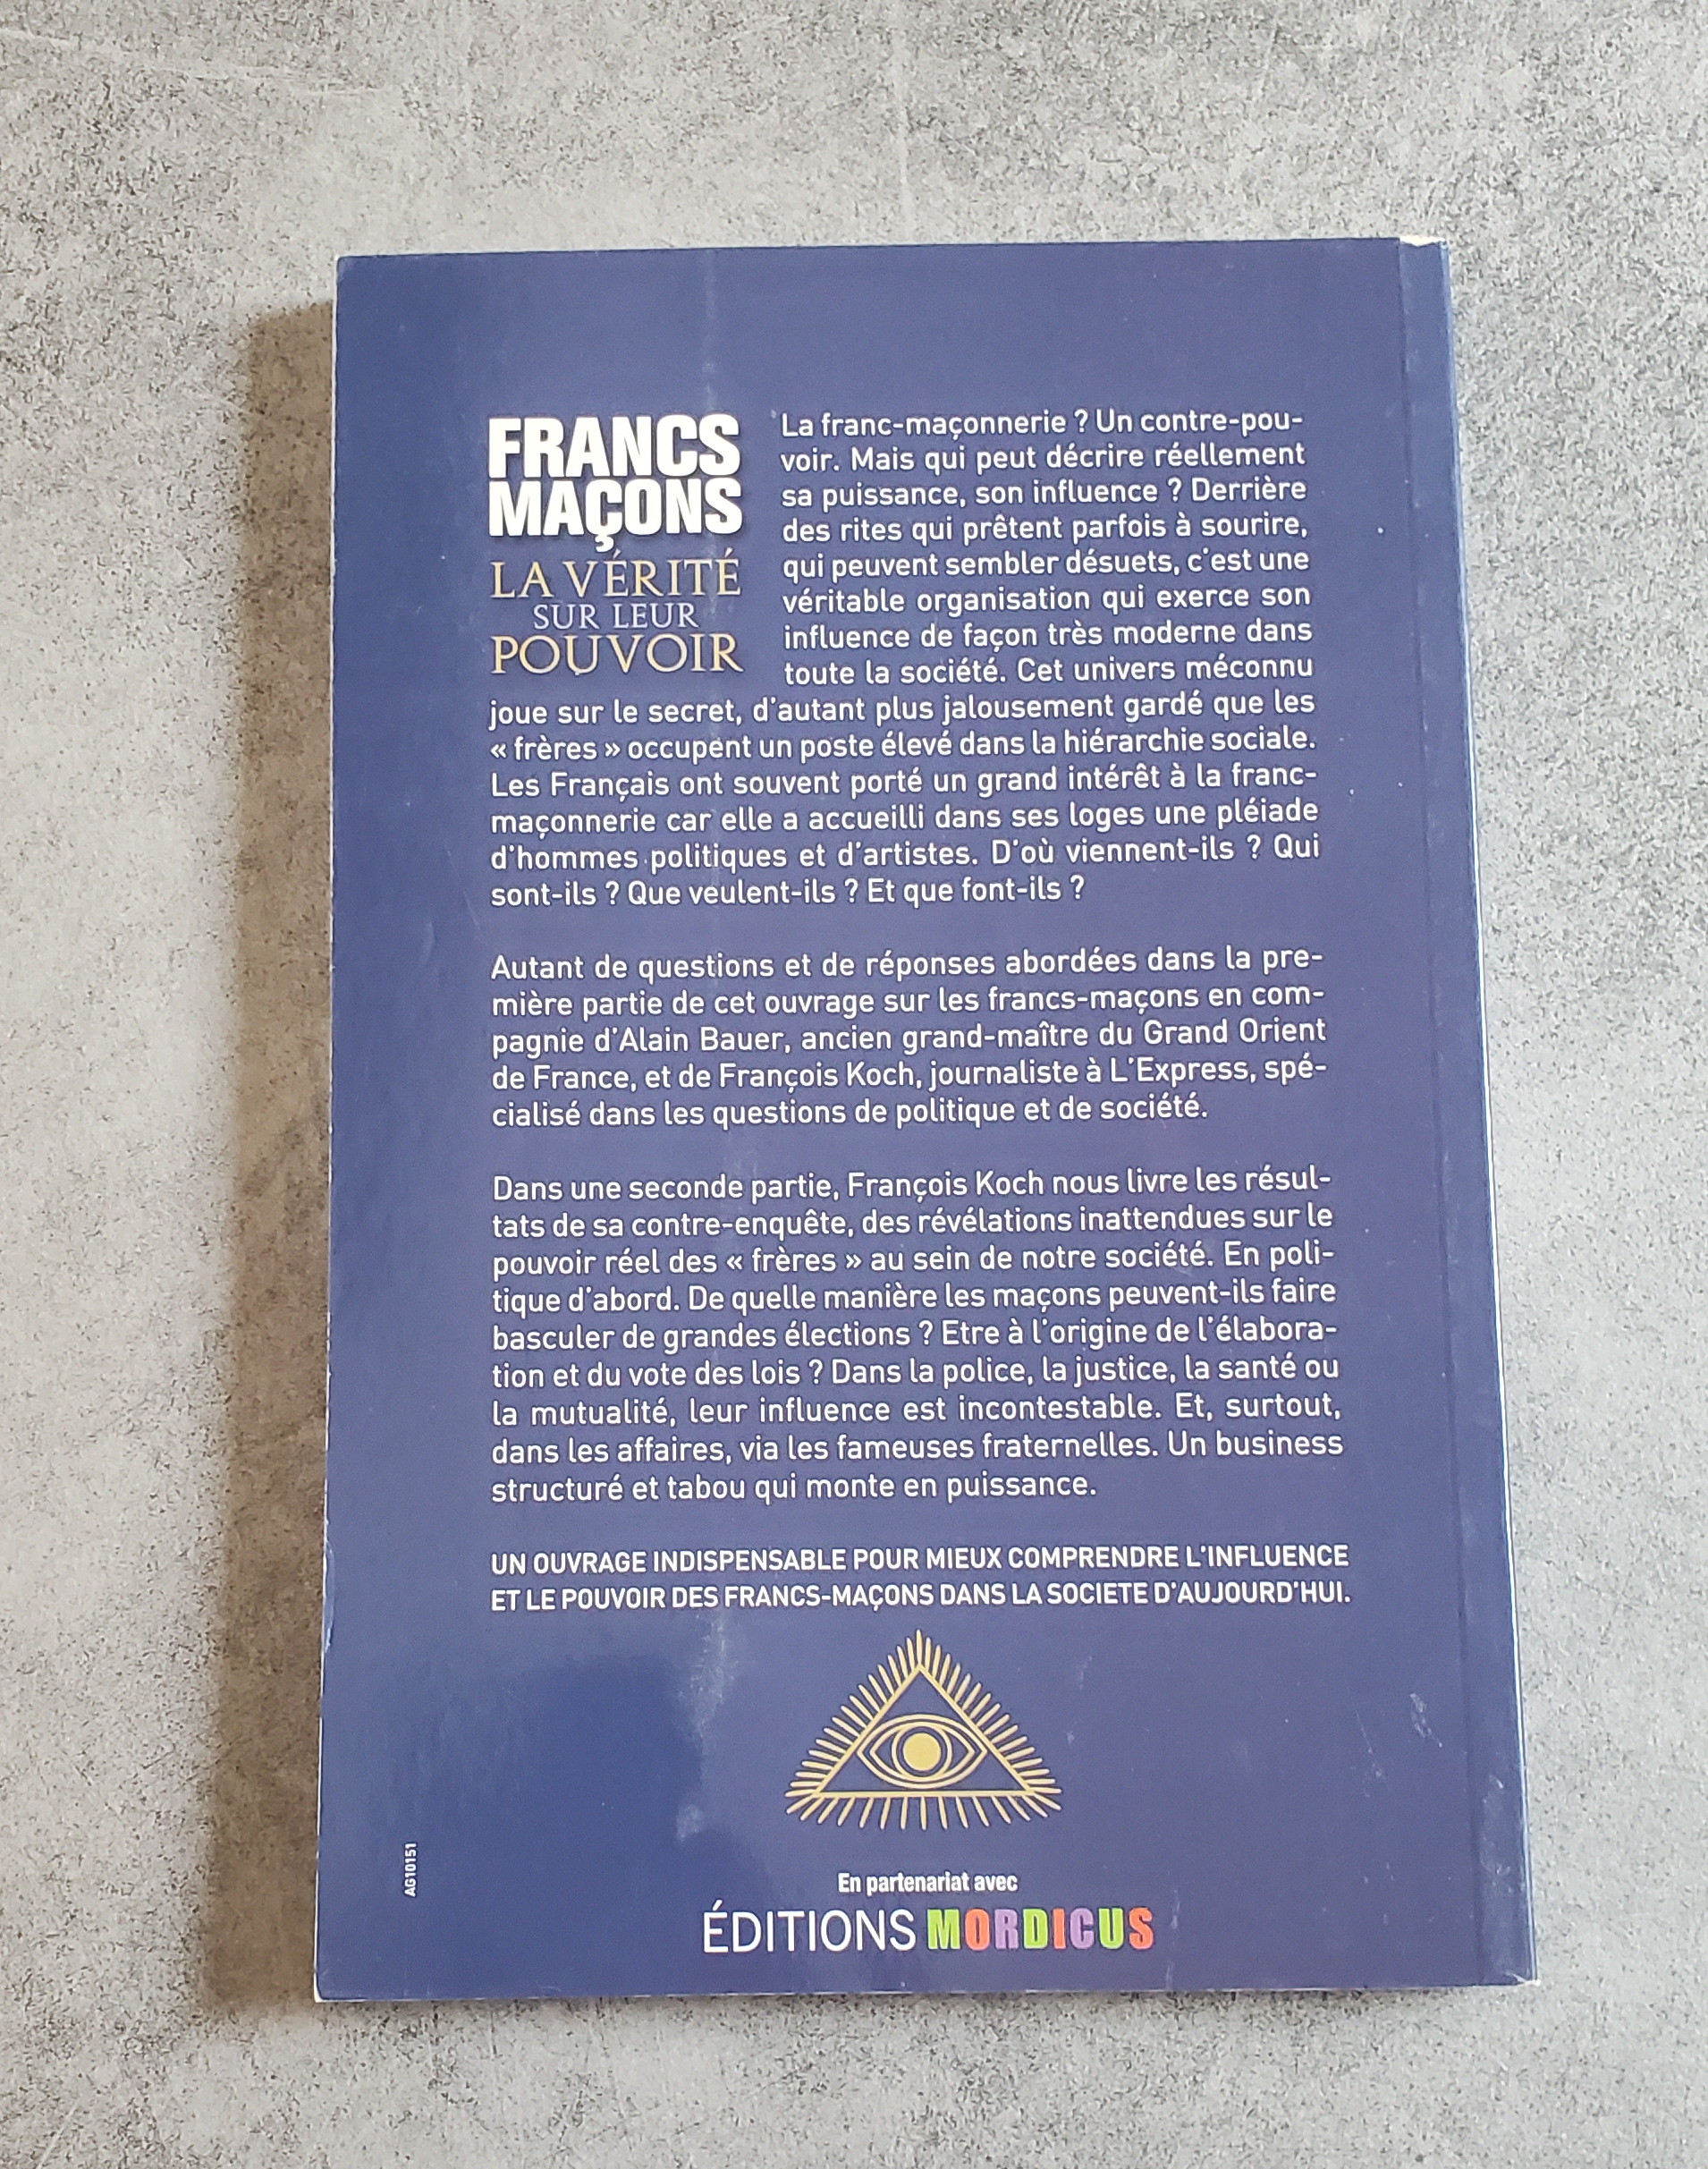 FRANCS
MAÇONS
LA VÉRITÉ
SUR LEUR
POUVOIR
La franc-maçonnerie ? Un contre-pou-
voir. Mais qui peut décrire réellement
sa puissance, son influence ? Derrière
des rites qui prêtent parfois à sourire,
qui peuvent sembler désuets, c'est une
véritable organisation qui exerce son
influence de façon très moderne dans
toute la société. Cet univers méconnu
joue sur le secret, d'autant plus jalousement gardé que les
« frères » occupent un poste élevé dans la hiérarchie sociale.
Les Français ont souvent porté un grand intérêt à la franc-
maçonnerie car elle a accueilli dans ses loges une pléiade
d'hommes politiques et d'artistes. D'où viennent-ils ? Qui
sont-ils ? Que veulent-ils ? Et que font-ils ?
Autant de questions et de réponses abordées dans la pre-
mière partie de cet ouvrage sur les francs-maçons en com-
pagnie d'Alain Bauer, ancien grand-maître du Grand Orient
de France, et de François Koch, journaliste à L'Express, spé-
cialisé dans les questions de politique et de société.
Dans une seconde partie, François Koch nous livre les résul-
tats de sa contre-enquête, des révélations inattendues sur le
pouvoir réel des « frères » au sein de notre société. En poli-
tique d'abord. De quelle manière les maçons peuvent-ils faire
basculer de grandes élections ? Etre à l'origine de l'élabora-
tion et du vote des lois ? Dans la police, la justice, la santé ou
la mutualité, leur influence est incontestable. Et, surtout,
dans les affaires, via les fameuses fraternelles. Un business
structuré et tabou qui monte en puissance.
UN OUVRAGE INDISPENSABLE POUR MIEUX COMPRENDRE L'INFLUENCE
ET LE POUVOIR DES FRANCS-MAÇONS DANS LA SOCIETE D'AUJOURD'HUI.
AG10151
En partenariat avec
ÉDITIONS MORDICUS